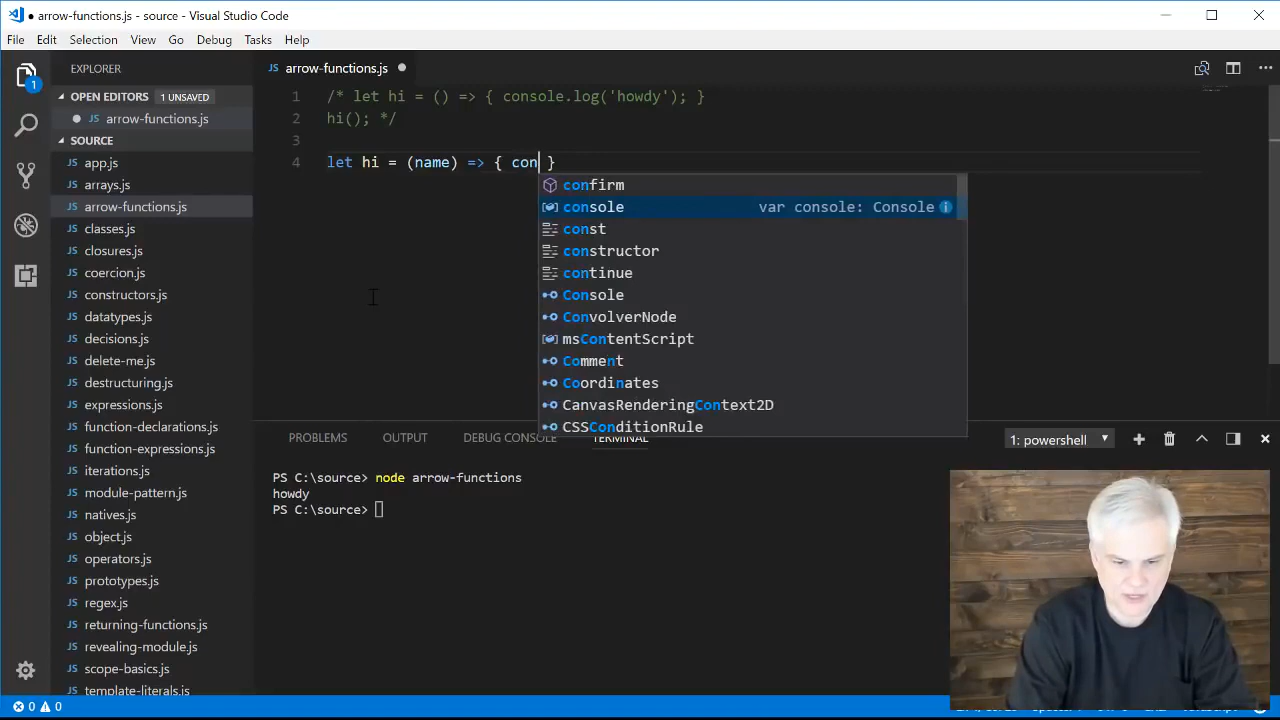 arrow-functions.js - source - Visual Studio Code
File Edit Selection View Go Debug Tasks Help
EXPLORER
arrow-functions.js
OPEN EDITORS 1 UNSAVED
arrow-functions.js
SOURCE
app.js
arrays.js
arrow-functions.js
classes.js
closures.js
coercion.js
constructors.js
datatypes.js
decisions.js
delete-me.js
destructuring.js
expressions.js
function-declarations.js
function-expressions.js
iterations.js
module-pattern.js
natives.js
object.js
operators.js
prototypes.js
regex.js
returning-functions.js
revealing-module.js
scope-basics.js
template-literals.js
1 /* let hi = () => { console.log('howdy'); }
2 hi(); */
3
4 let hi = (name) => { con }
confirm
console var console: Console
const
constructor
continue
Console
ConvolverNode
msContentScript
Comment
Coordinates
CanvasRenderingContext2D
CSSConditionRule
PROBLEMS OUTPUT DEBUG CONSOLE TERMINAL 1: powershell
PS C:\source> node arrow-functions
howdy
PS C:\source>
0 0